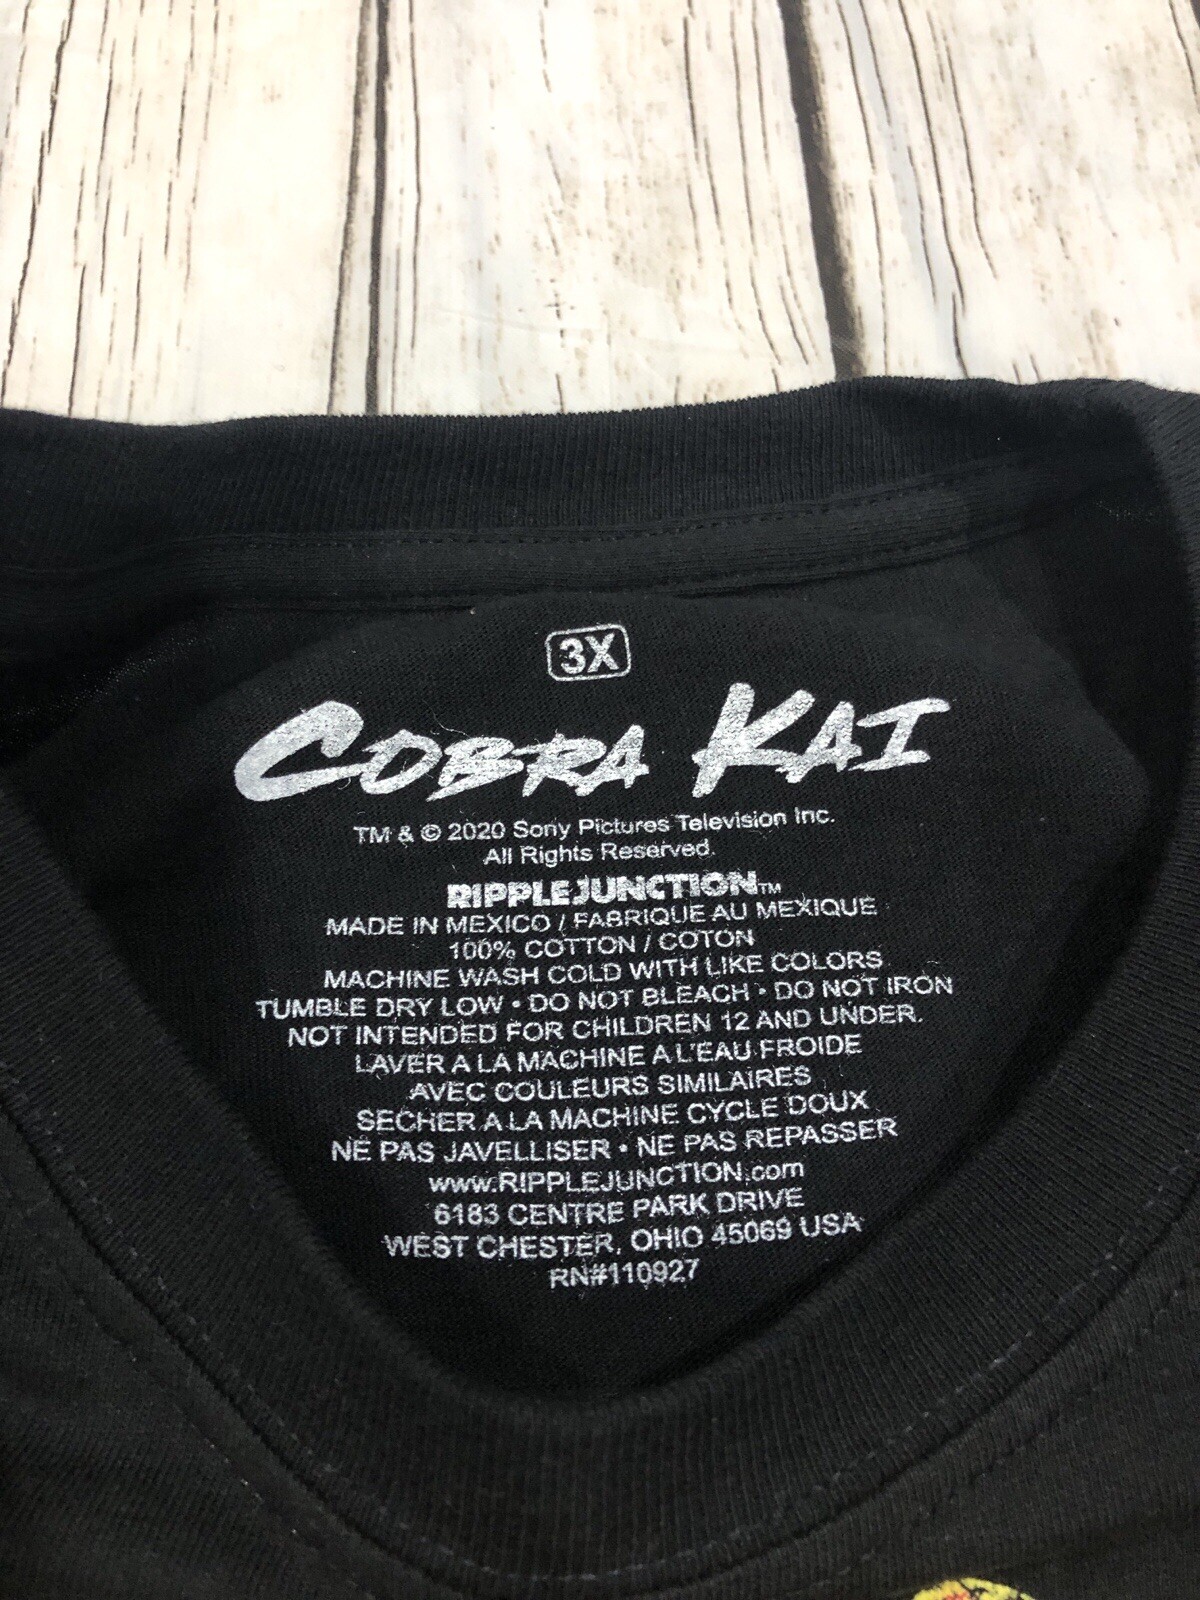 3X
COBRA KAI
TM & © 2020 Sony Pictures Television Inc.
All Rights Reserved.
RIPPLE JUNCTION™
MADE IN MEXICO / FABRIQUE AU MEXIQUE
100% COTTON / COTON
MACHINE WASH COLD WITH LIKE COLORS
TUMBLE DRY LOW • DO NOT BLEACH • DO NOT IRON
NOT INTENDED FOR CHILDREN 12 AND UNDER.
LAVER A LA MACHINE A L'EAU FROIDE
AVEC COULEURS SIMILAIRES
SECHER A LA MACHINE CYCLE DOUX
NE PAS JAVELLISER • NE PAS REPASSER
www.RIPPLEJUNCTION.com
6183 CENTRE PARK DRIVE
WEST CHESTER, OHIO 45069 USA
RN#110927